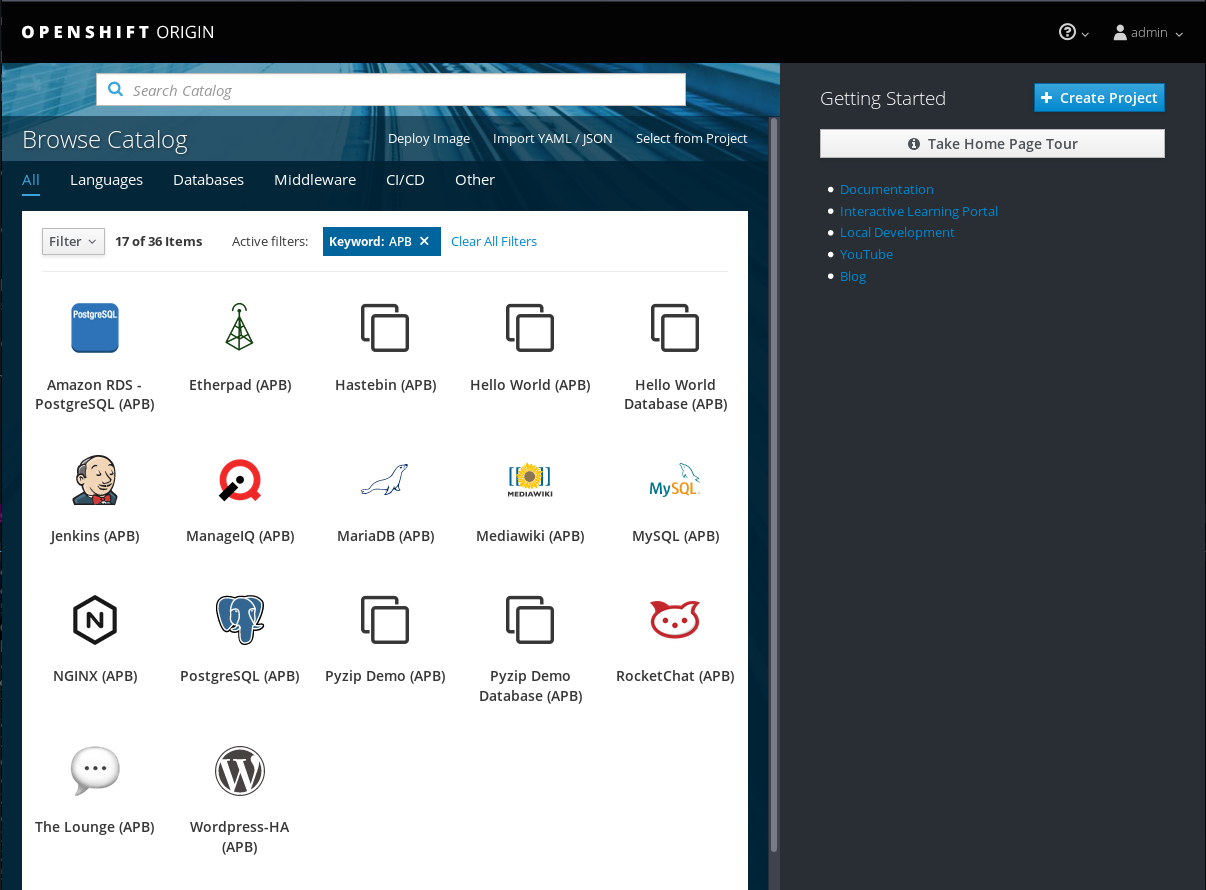 OPENSHIFT ORIGIN
admin
Search Catalog
Browse Catalog
Deploy Image
Import YAML / JSON
Select from Project
All
Languages
Databases
Middleware
CI/CD
Other
Filter
17 of 36 Items
Active filters:
Keyword: APB
Clear All Filters
PostgreSQL
Amazon RDS -
PostgreSQL (APB)
Etherpad (APB)
Hastebin (APB)
Hello World (APB)
Hello World
Database (APB)
Jenkins (APB)
ManageIQ (APB)
MariaDB (APB)
[[ ]]
MEDIAWIKI
Mediawiki (APB)
MySQL
MySQL (APB)
N
NGINX (APB)
PostgreSQL (APB)
Pyzip Demo (APB)
Pyzip Demo
Database (APB)
RocketChat (APB)
The Lounge (APB)
W
Wordpress-HA
(APB)
Getting Started
Create Project
Take Home Page Tour
Documentation
Interactive Learning Portal
Local Development
YouTube
Blog